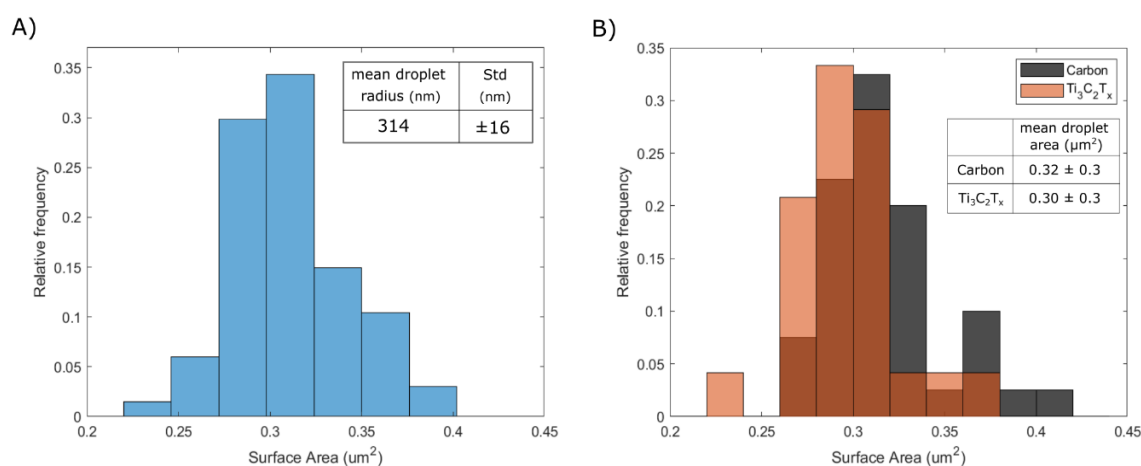 A)
mean droplet radius (nm) Std (nm)
314 ±16
0.35
0.3
0.25
0.2
0.15
0.1
0.05
0
Relative frequency
0.2 0.25 0.3 0.35 0.4 0.45
Surface Area (um²)
B)
Carbon
Ti₃C₂Tₓ
mean droplet area (µm²)
Carbon 0.32 ± 0.3
Ti₃C₂Tₓ 0.30 ± 0.3
0.35
0.3
0.25
0.2
0.15
0.1
0.05
0
Relative frequency
0.2 0.25 0.3 0.35 0.4 0.45
Surface Area (um²)